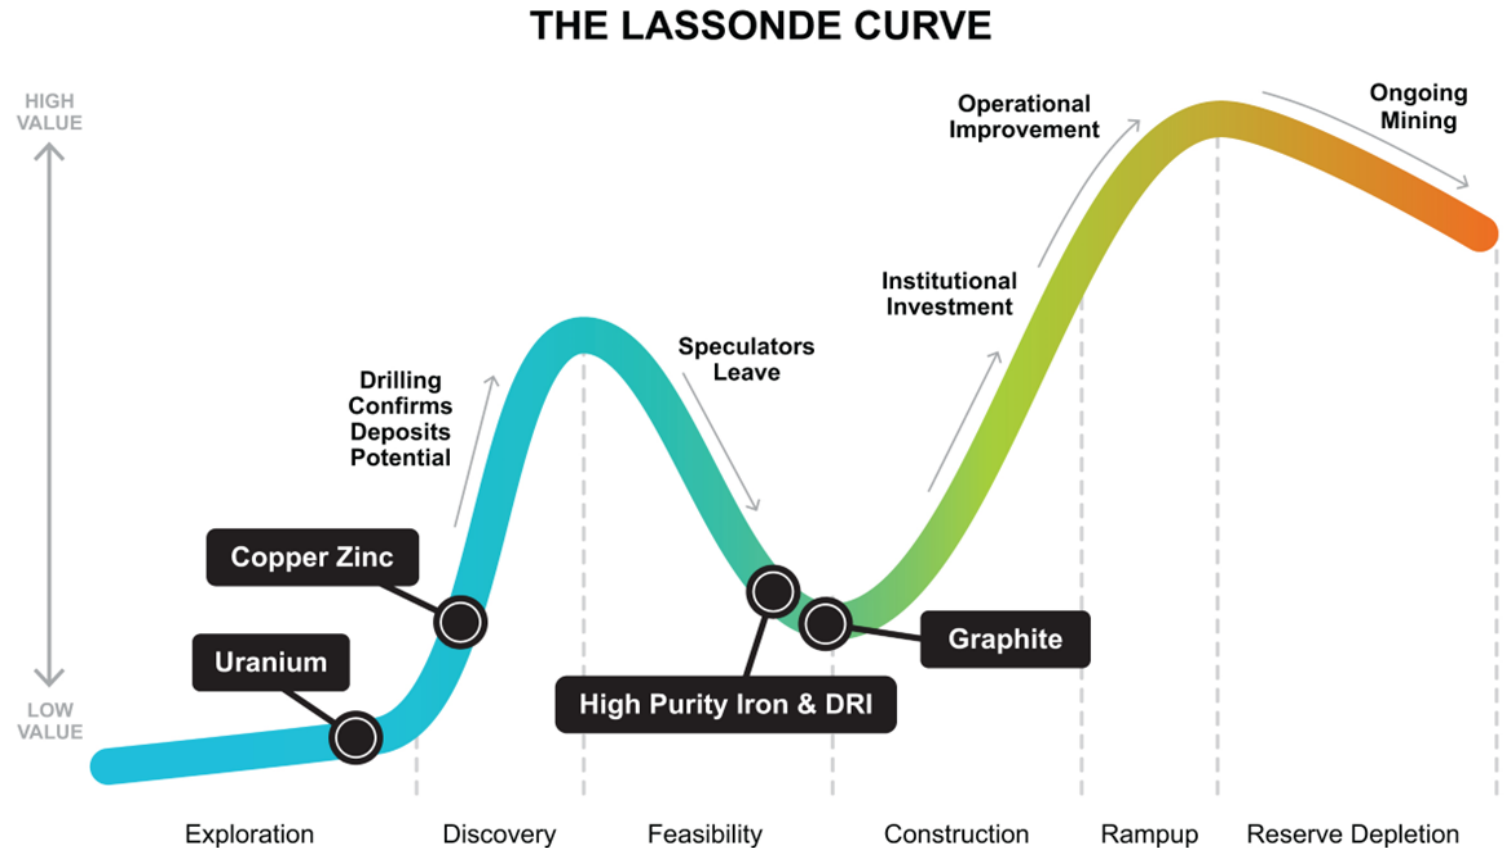 THE LASSONDE CURVE
HIGH
VALUE
Operational
Improvement
Ongoing
Mining
Institutional
Investment
Speculators
Leave
Drilling
Confirms
Deposits
Potential
Copper Zinc
Uranium
Graphite
High Purity Iron & DRI
LOW
VALUE
Exploration
Discovery
Feasibility
Construction
Rampup
Reserve Depletion